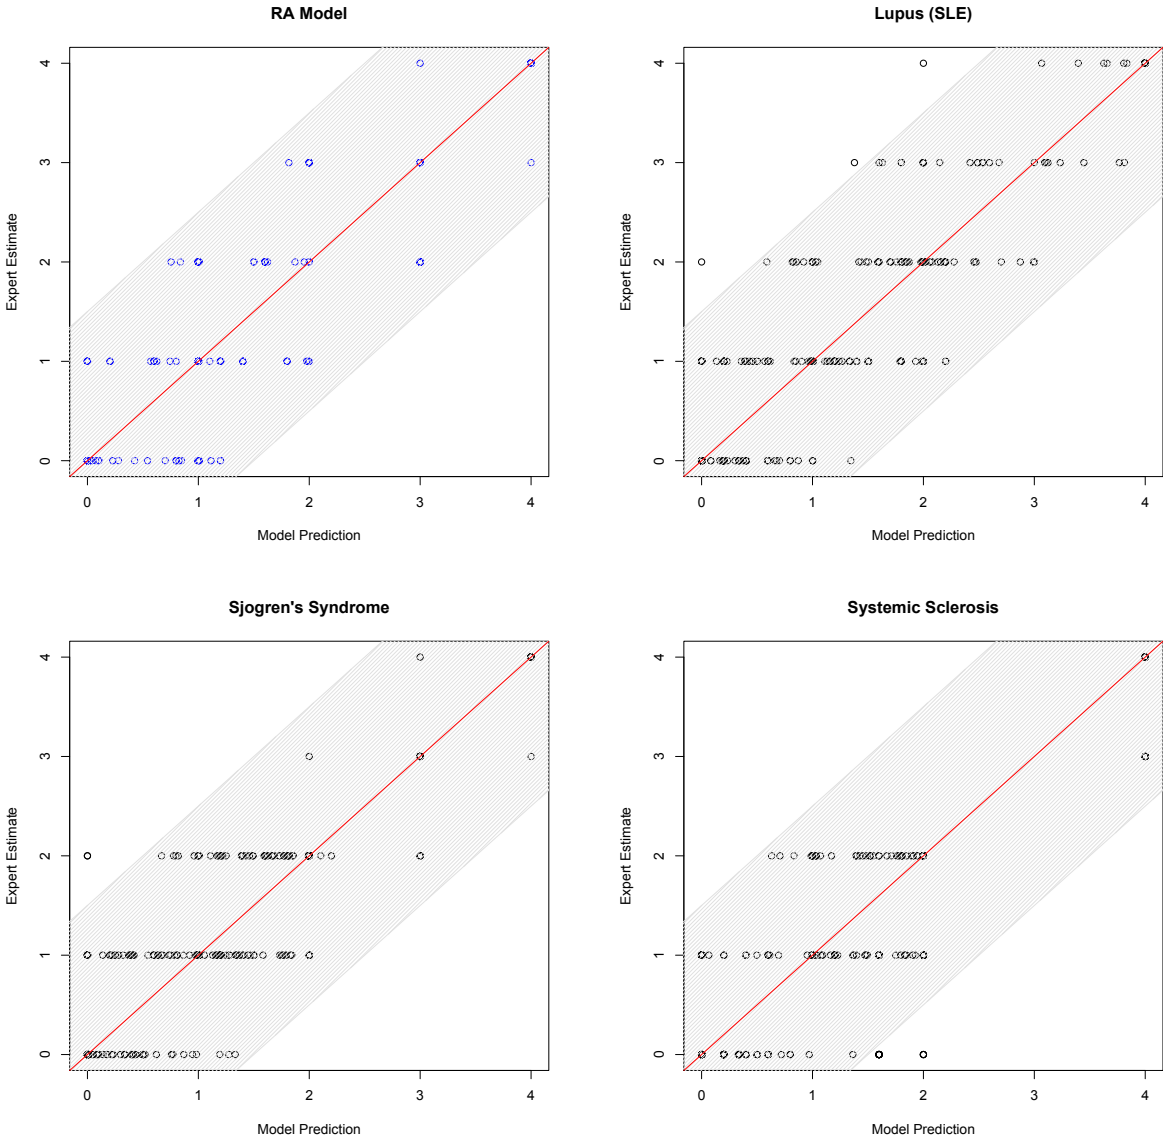 RA Model
Expert Estimate
4
3
2
1
0
0 1 2 3 4
Model Prediction
Lupus (SLE)
Expert Estimate
4
3
2
1
0
0 1 2 3 4
Model Prediction
Sjogren's Syndrome
Expert Estimate
4
3
2
1
0
0 1 2 3 4
Model Prediction
Systemic Sclerosis
Expert Estimate
4
3
2
1
0
0 1 2 3 4
Model Prediction